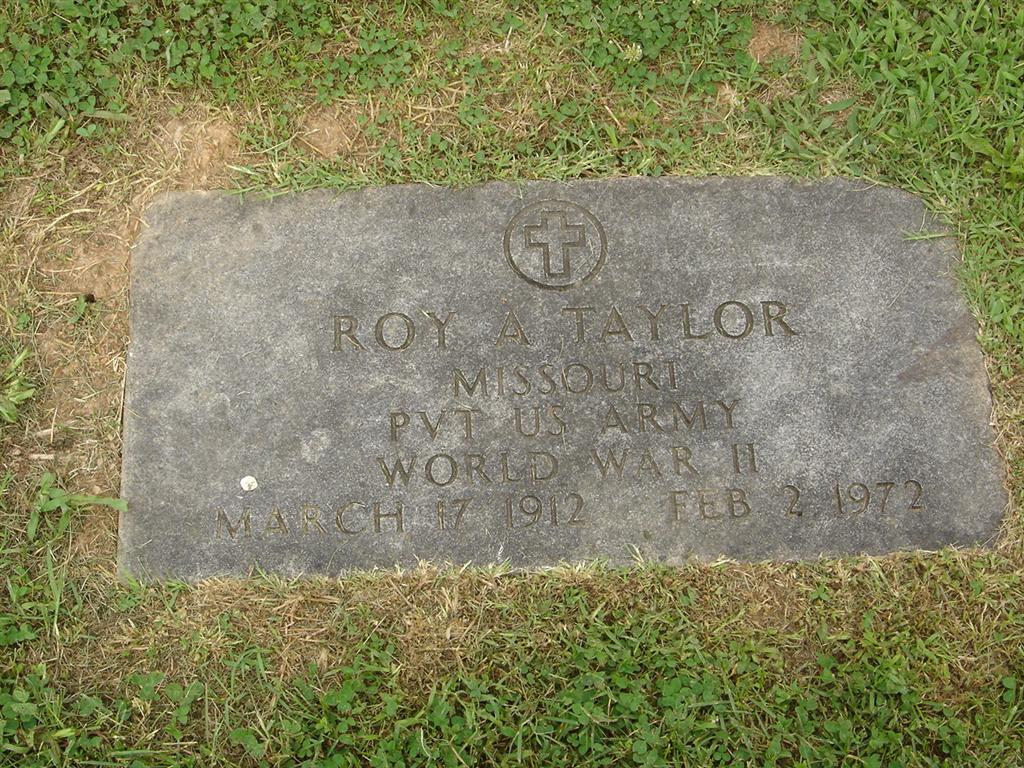 ROY A TAYLOR
MISSOURI
PVT US ARMY
WORLD WAR II
MARCH 17 1912 FEB 2 1972